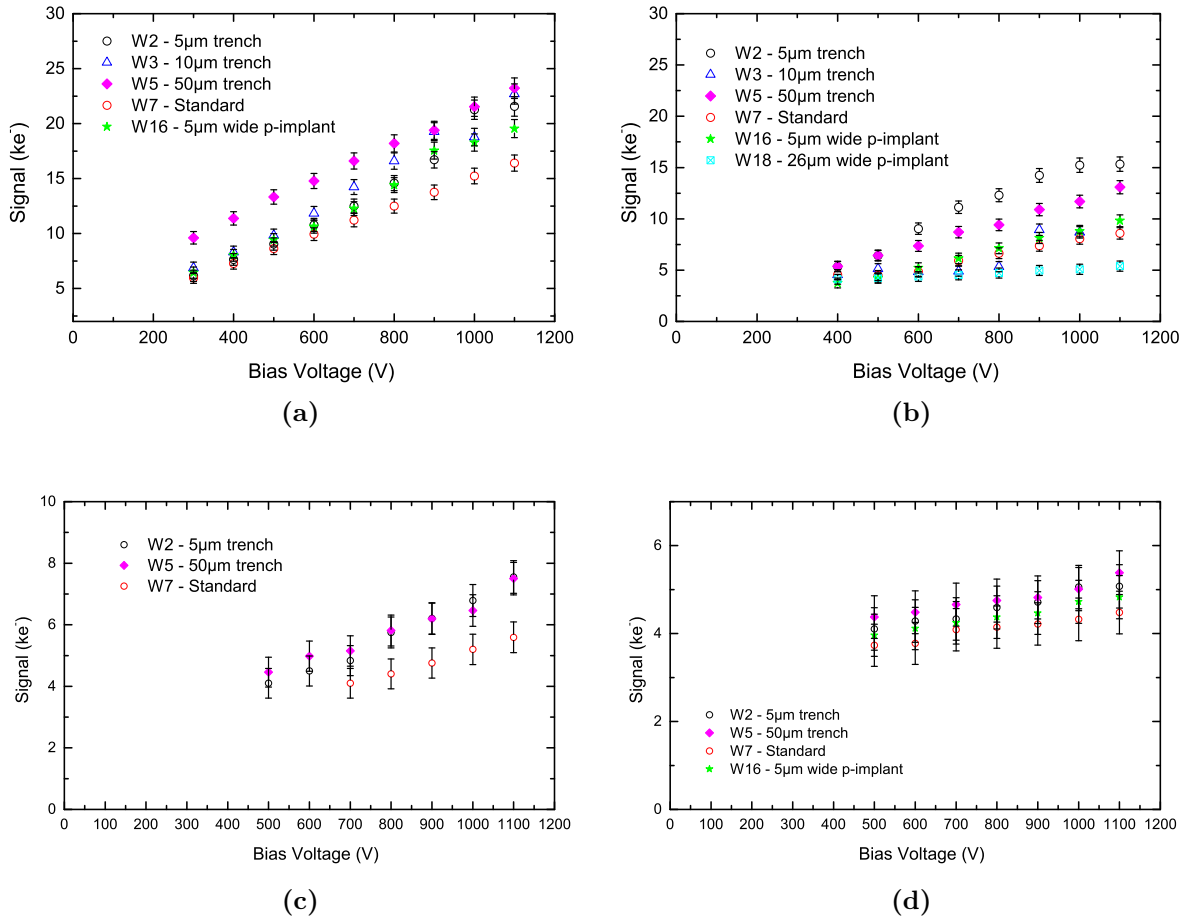 30
25
20
15
10
5
Signal (ke⁻)
W2 - 5µm trench
W3 - 10µm trench
W5 - 50µm trench
W7 - Standard
W16 - 5µm wide p-implant
0 200 400 600 800 1000 1200
Bias Voltage (V)
(a)
30
25
20
15
10
5
0
Signal (ke⁻)
W2 - 5µm trench
W3 - 10µm trench
W5 - 50µm trench
W7 - Standard
W16 - 5µm wide p-implant
W18 - 26µm wide p-implant
0 200 400 600 800 1000 1200
Bias Voltage (V)
(b)
10
8
6
4
2
0
Signal (ke⁻)
W2 - 5µm trench
W5 - 50µm trench
W7 - Standard
0 100 200 300 400 500 600 700 800 900 1000 1100 1200
Bias Voltage (V)
(c)
6
4
2
0
Signal (ke⁻)
W2 - 5µm trench
W5 - 50µm trench
W7 - Standard
W16 - 5µm wide p-implant
0 100 200 300 400 500 600 700 800 900 1000 1100 1200
Bias Voltage (V)
(d)